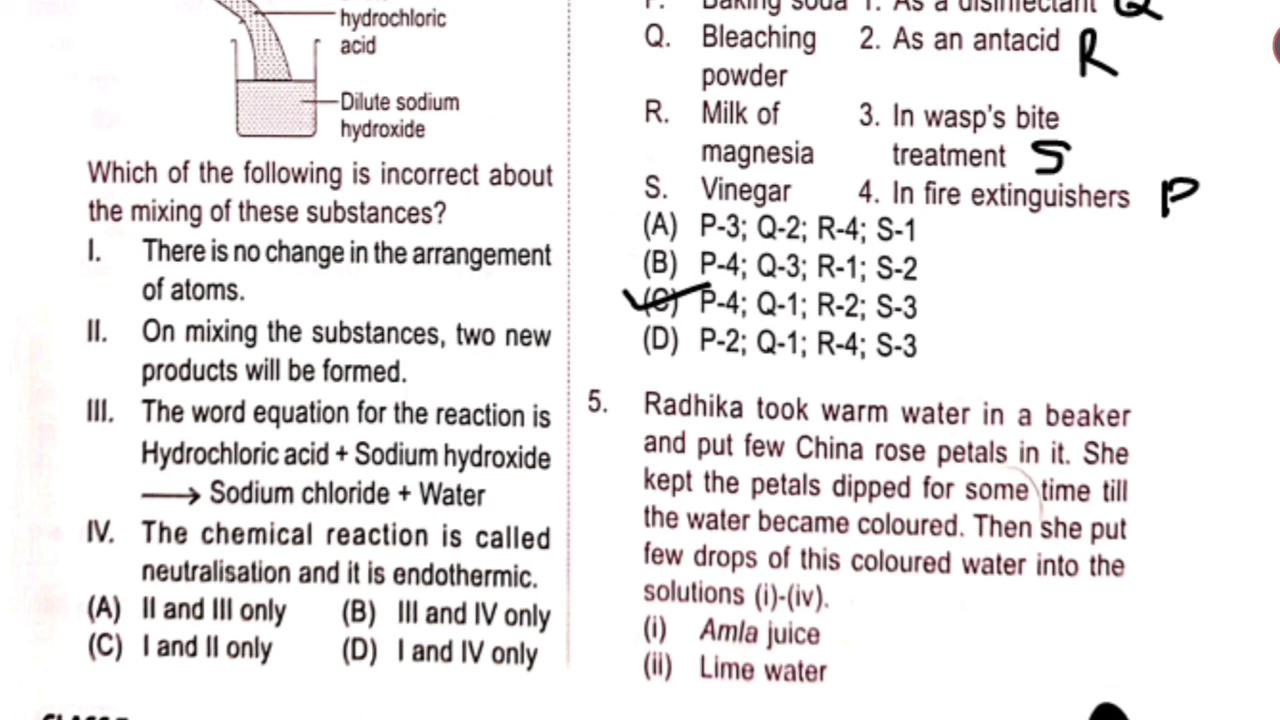 hydrochloric
acid
Dilute sodium
hydroxide
Which of the following is incorrect about
the mixing of these substances?
I. There is no change in the arrangement
of atoms.
II. On mixing the substances, two new
products will be formed.
III. The word equation for the reaction is
Hydrochloric acid + Sodium hydroxide
⟶ Sodium chloride + Water
IV. The chemical reaction is called
neutralisation and it is endothermic.
(A) II and III only (B) III and IV only
(C) I and II only (D) I and IV only
P. Baking soda 1. As a disinfectant Q
Q. Bleaching 2. As an antacid R
powder
R. Milk of 3. In wasp's bite
magnesia treatment S
S. Vinegar 4. In fire extinguishers P
(A) P-3; Q-2; R-4; S-1
(B) P-4; Q-3; R-1; S-2
(C) P-4; Q-1; R-2; S-3
(D) P-2; Q-1; R-4; S-3
5. Radhika took warm water in a beaker
and put few China rose petals in it. She
kept the petals dipped for some time till
the water became coloured. Then she put
few drops of this coloured water into the
solutions (i)-(iv).
(i) Amla juice
(ii) Lime water